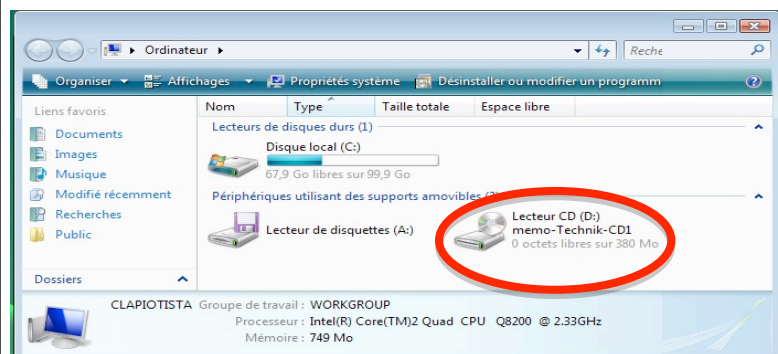 Ordinateur
Reche
Organiser Affichages Propriétés système Désinstaller ou modifier un programm
Liens favoris
Documents
Images
Musique
Modifié récemment
Recherches
Public
Dossiers
Nom Type Taille totale Espace libre
Lecteurs de disques durs (1)
Disque local (C:)
67,9 Go libres sur 99,9 Go
Périphériques utilisant des supports amovibles (2)
Lecteur de disquettes (A:)
Lecteur CD (D:)
memo-Technik-CD1
0 octets libres sur 380 Mo
CLAPIOTISTA Groupe de travail : WORKGROUP
Processeur : Intel(R) Core(TM)2 Quad CPU Q8200 @ 2.33GHz
Mémoire : 749 Mo